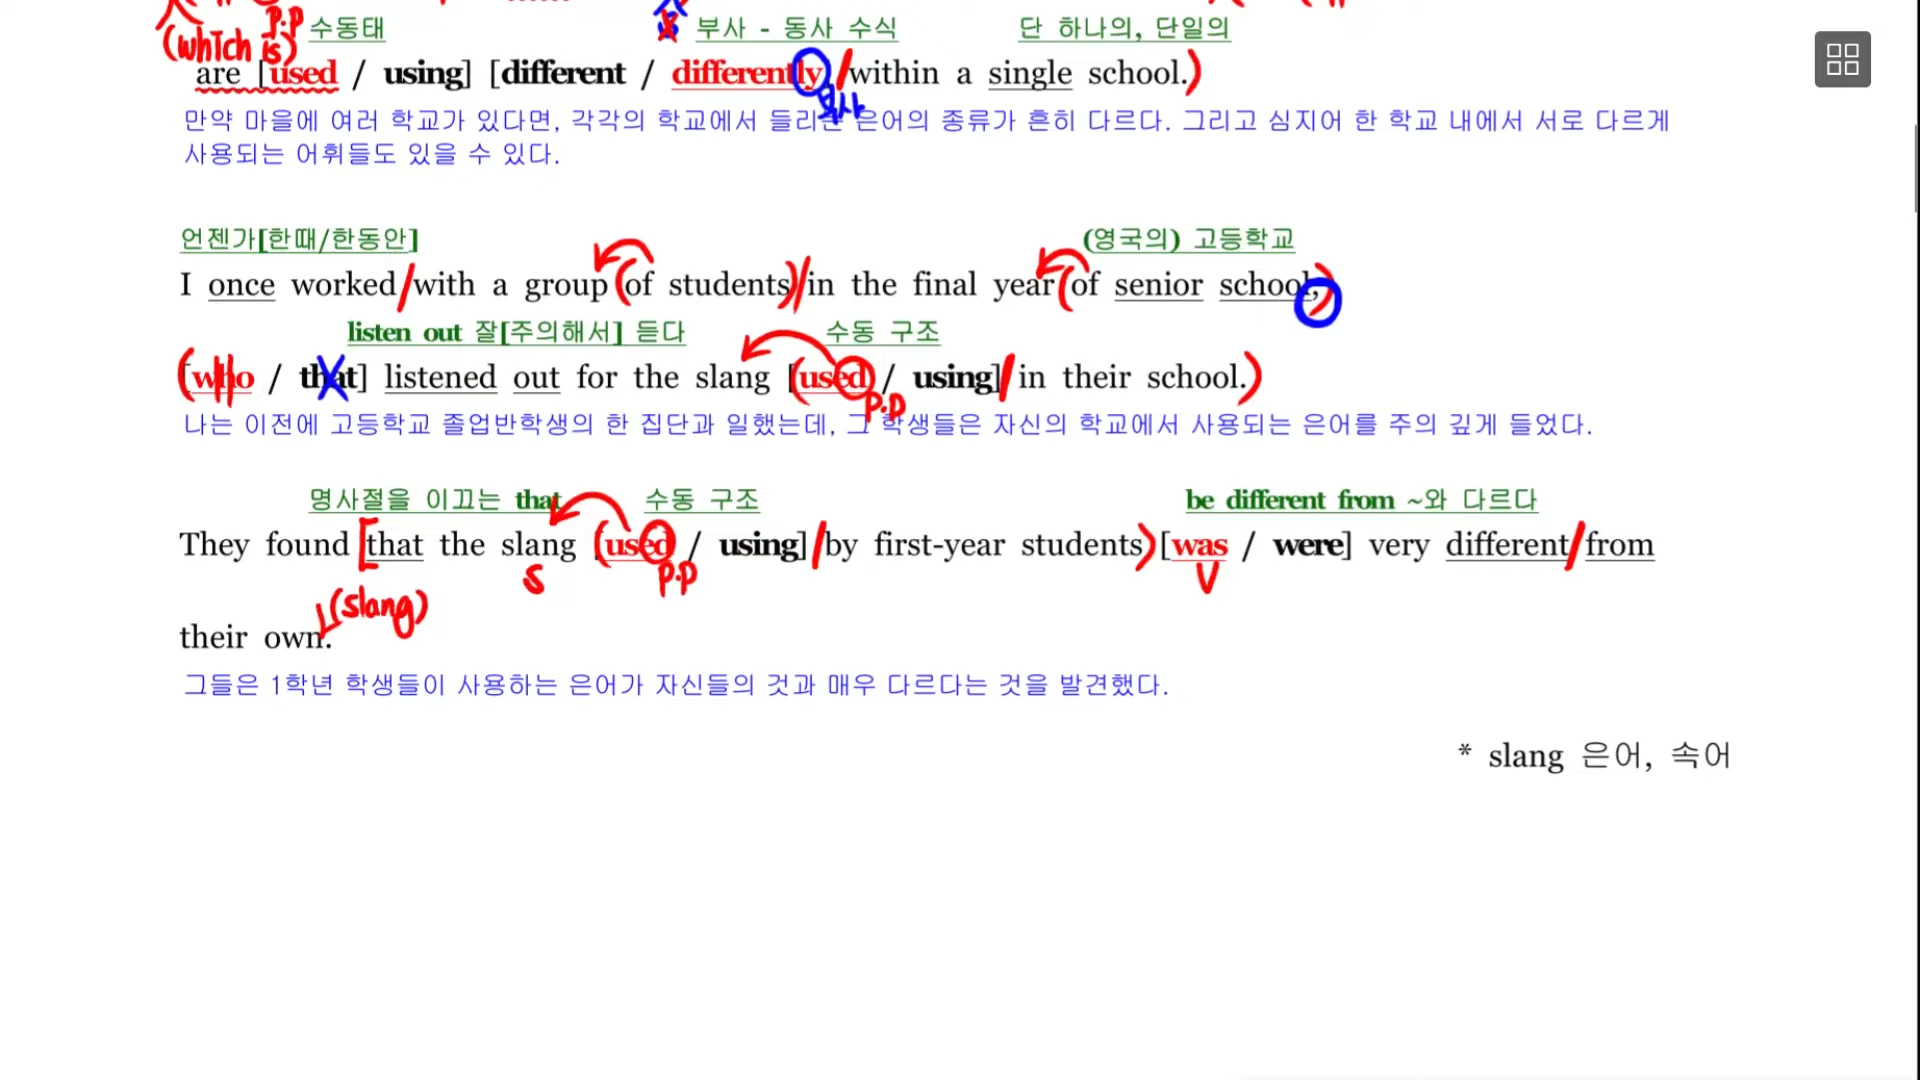 p.p 수동태 부사 - 동사 수식 단 하나의, 단일의
(which is)
are [used / using] [different / differently within a single school.)
부사
만약 마을에 여러 학교가 있다면, 각각의 학교에서 들리는 은어의 종류가 흔히 다르다. 그리고 심지어 한 학교 내에서 서로 다르게
사용되는 어휘들도 있을 수 있다.
언젠가[한때/한동안] (영국의) 고등학교
I once worked / with a group (of students) / in the final year (of senior school,)
listen out 잘[주의해서] 듣다 수동 구조
([who / that] listened out for the slang [(used / using] / in their school.)
p.p
나는 이전에 고등학교 졸업반학생의 한 집단과 일했는데, 그 학생들은 자신의 학교에서 사용되는 은어를 주의 깊게 들었다.
명사절을 이끄는 that 수동 구조 be different from ~와 다르다
They found [that the slang [(used / using] / by first-year students) [was / were] very different / from
S p.p V
(slang)
their own.
그들은 1학년 학생들이 사용하는 은어가 자신들의 것과 매우 다르다는 것을 발견했다.
* slang 은어, 속어